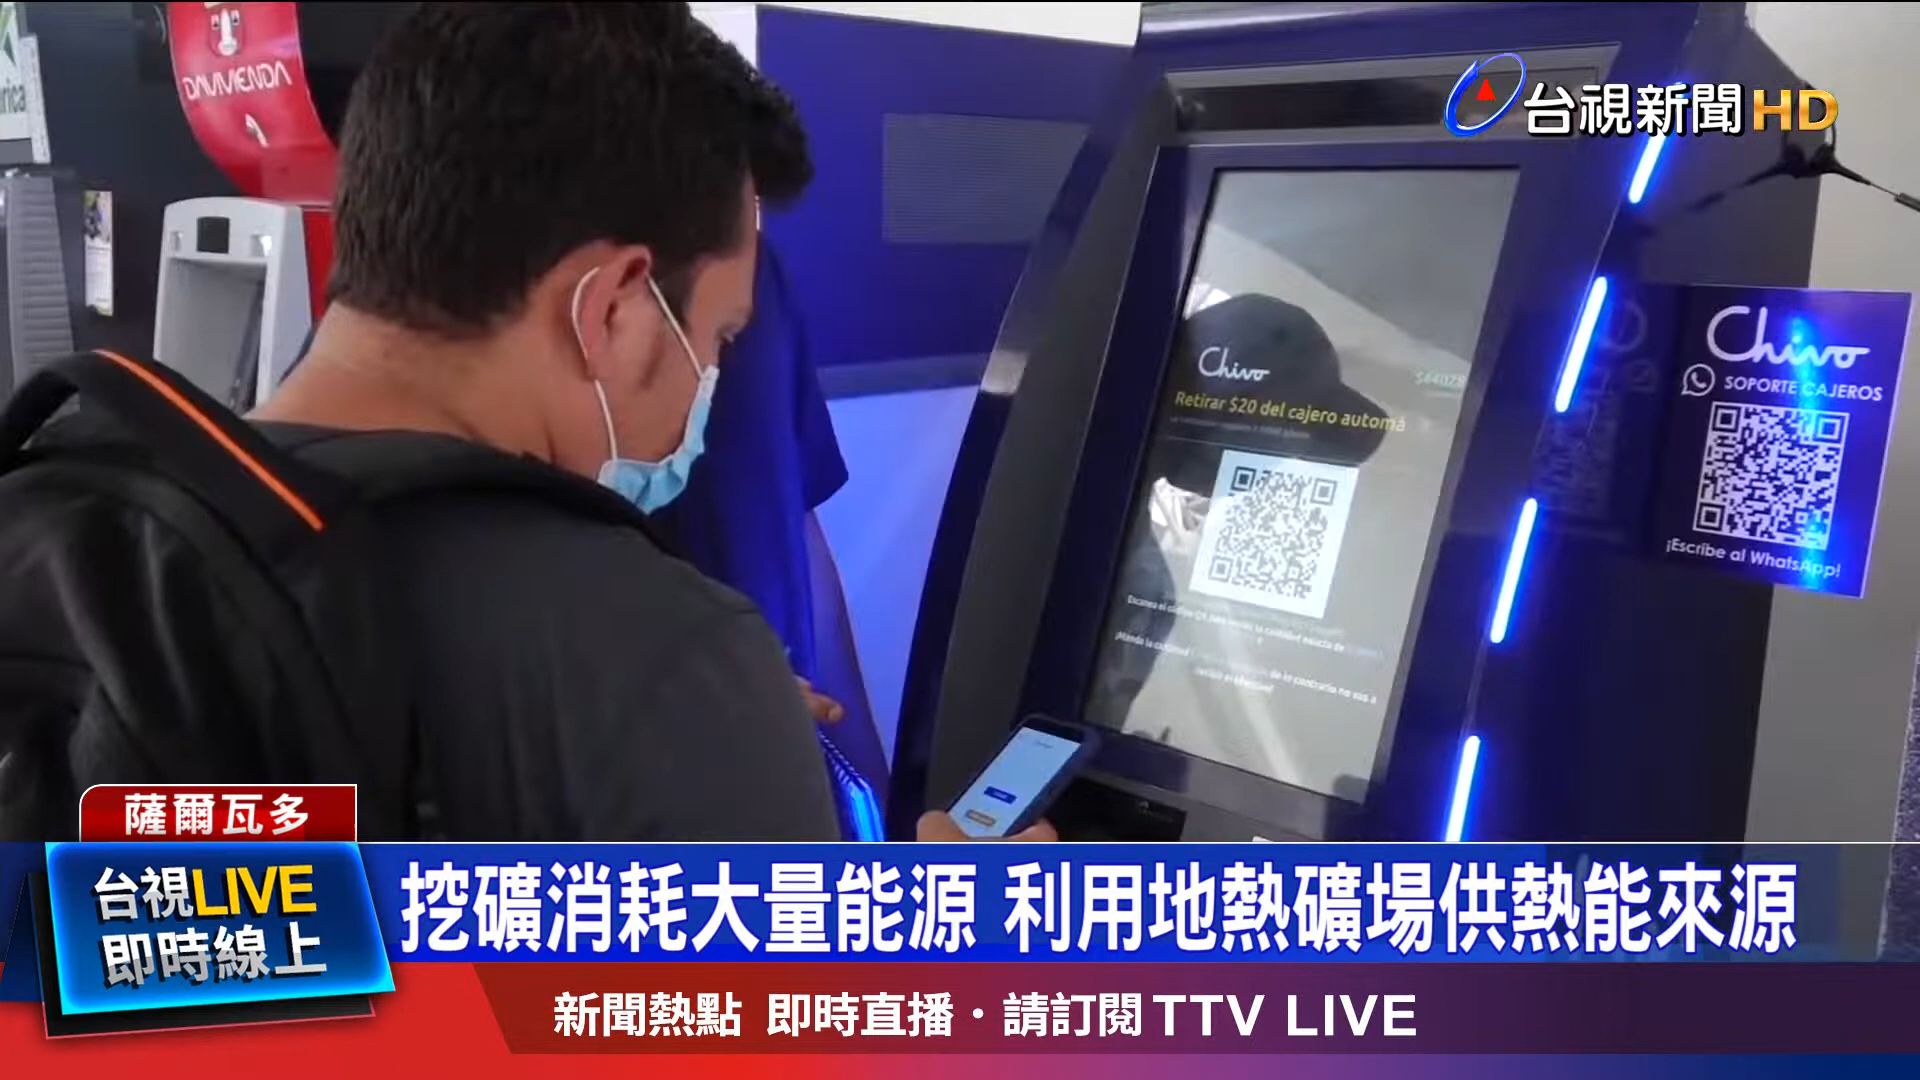 DAVIVIENDA
台視新聞HD
Chivo
SOPORTE CAJEROS
¡Escribe al WhatsApp!
Chivo
Retirar $20 del cajero automá
薩爾瓦多
台視LIVE
即時線上
挖礦消耗大量能源 利用地熱礦場供熱能來源
新聞熱點 即時直播・請訂閱TTV LIVE